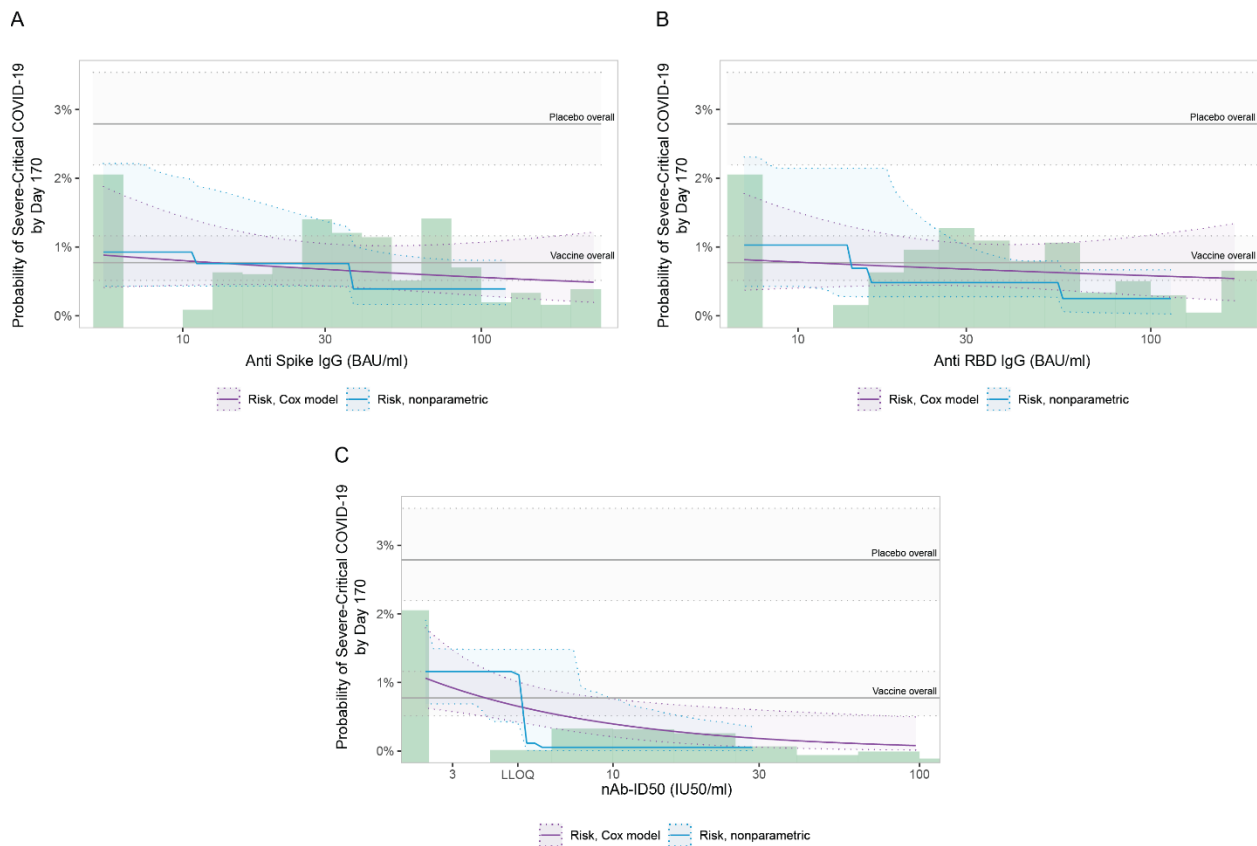 A
B
Probability of Severe-Critical COVID-19
by Day 170
3%
2%
1%
0%
Placebo overall
Vaccine overall
10
30
100
Anti Spike IgG (BAU/ml)
Risk, Cox model
Risk, nonparametric
Probability of Severe-Critical COVID-19
by Day 170
3%
2%
1%
0%
Placebo overall
Vaccine overall
10
30
100
Anti RBD IgG (BAU/ml)
Risk, Cox model
Risk, nonparametric
C
Probability of Severe-Critical COVID-19
by Day 170
3%
2%
1%
0%
Placebo overall
Vaccine overall
3
LLOQ
10
30
100
nAb-ID50 (IU50/ml)
Risk, Cox model
Risk, nonparametric